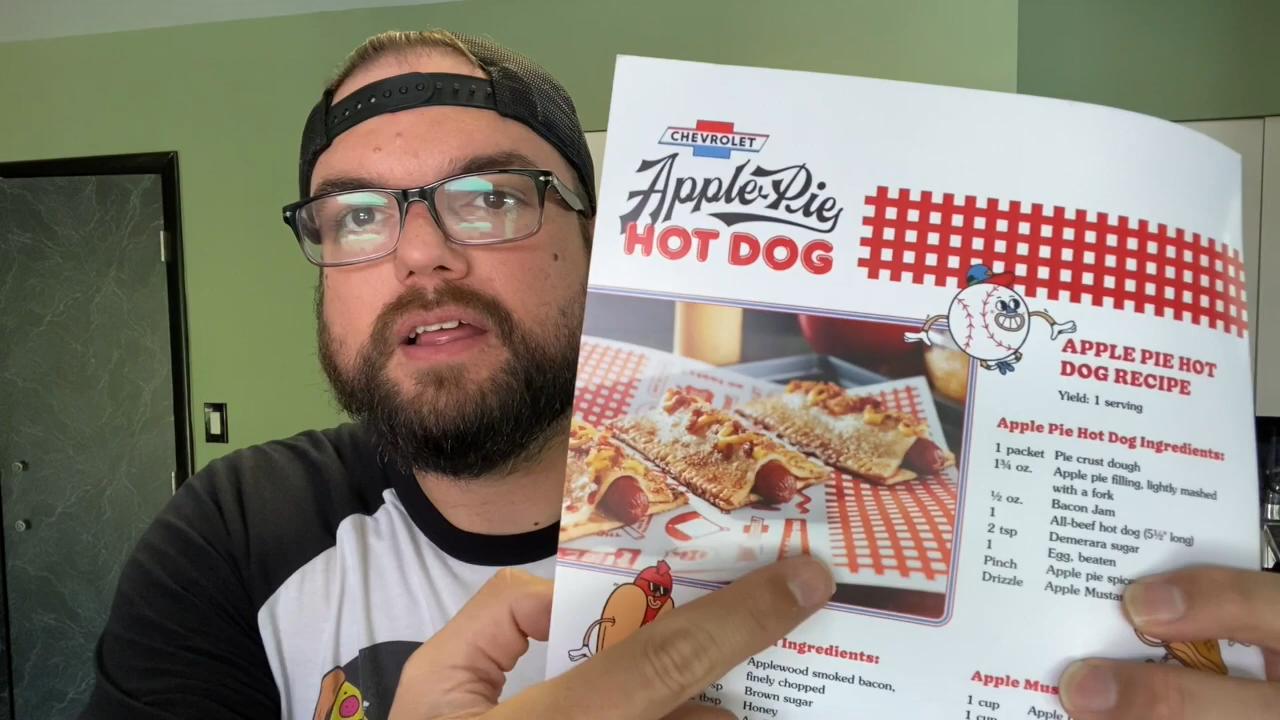 CHEVROLET
Apple Pie
HOT DOG
APPLE PIE HOT
DOG RECIPE
Yield: 1 serving
Apple Pie Hot Dog Ingredients:
1 packet Pie crust dough
1¾ oz. Apple pie filling, lightly mashed
with a fork
½ oz. Bacon Jam
1 All-beef hot dog (5½" long)
2 tsp Demerara sugar
1 Egg, beaten
Pinch Apple pie
Drizzle Apple
Ingredients:
Applewood smoked bacon,
finely chopped
Brown sugar
tbsp Honey
Apple
1 cup
1 cup